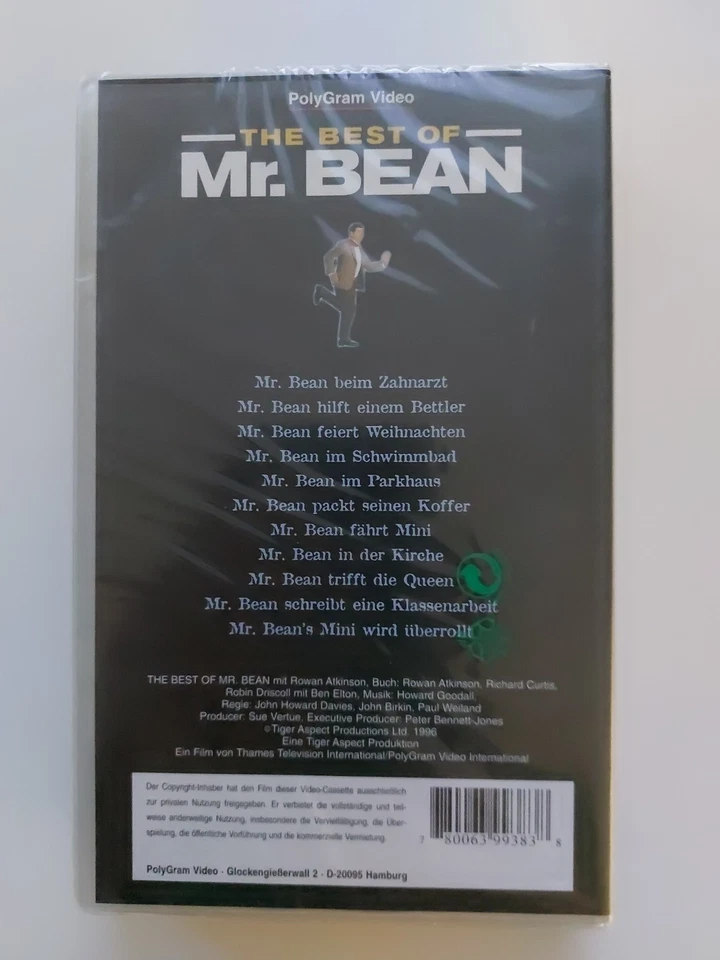 PolyGram Video
THE BEST OF
Mr. BEAN
Mr. Bean beim Zahnarzt
Mr. Bean hilft einem Bettler
Mr. Bean feiert Weihnachten
Mr. Bean im Schwimmbad
Mr. Bean im Parkhaus
Mr. Bean packt seinen Koffer
Mr. Bean fährt Mini
Mr. Bean in der Kirche
Mr. Bean trifft die Queen
Mr. Bean schreibt eine Klassenarbeit
Mr. Bean's Mini wird überrollt
THE BEST OF MR. BEAN mit Rowan Atkinson, Buch: Rowan Atkinson, Richard Curtis,
Robin Driscoll mit Ben Elton, Musik: Howard Goodall,
Regie: John Howard Davies, John Birkin, Paul Weiland
Producer: Sue Vertue, Executive Producer: Peter Bennett-Jones
©Tiger Aspect Productions Ltd. 1996
Eine Tiger Aspect Produktion
Ein Film von Thames Television International/PolyGram Video International
Der Copyright-Inhaber hat den Film dieser Video-Cassette ausschließlich
zur privaten Nutzung freigegeben. Er verbietet die vollständige und teil-
weise anderweitige Nutzung, insbesondere die Vervielfältigung, die Über-
spielung, die öffentliche Vorführung und die kommerzielle Vermietung.
7 80063 99383 8
PolyGram Video · Glockengießerwall 2 · D-20095 Hamburg